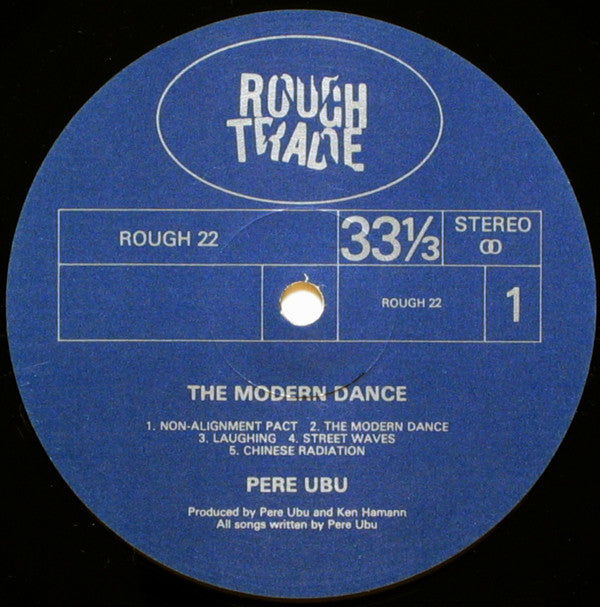 ROUGH
TRADE
ROUGH 22
33⅓
STEREO
ROUGH 22
1
THE MODERN DANCE
1. NON-ALIGNMENT PACT 2. THE MODERN DANCE
3. LAUGHING 4. STREET WAVES
5. CHINESE RADIATION
PERE UBU
Produced by Pere Ubu and Ken Hamann
All songs written by Pere Ubu